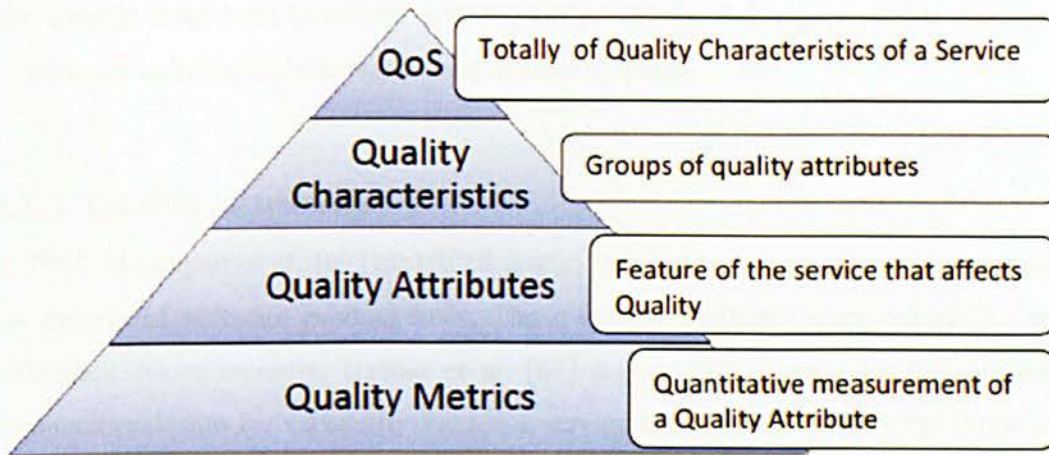 QoS
Totally of Quality Characteristics of a Service
Quality
Characteristics
Groups of quality attributes
Quality Attributes
Feature of the service that affects
Quality
Quality Metrics
Quantitative measurement of
a Quality Attribute